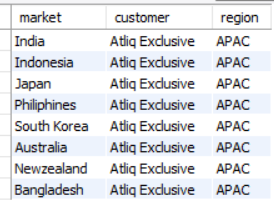 market customer region
India Atliq Exclusive APAC
Indonesia Atliq Exclusive APAC
Japan Atliq Exclusive APAC
Philiphines Atliq Exclusive APAC
South Korea Atliq Exclusive APAC
Australia Atliq Exclusive APAC
Newzealand Atliq Exclusive APAC
Bangladesh Atliq Exclusive APAC